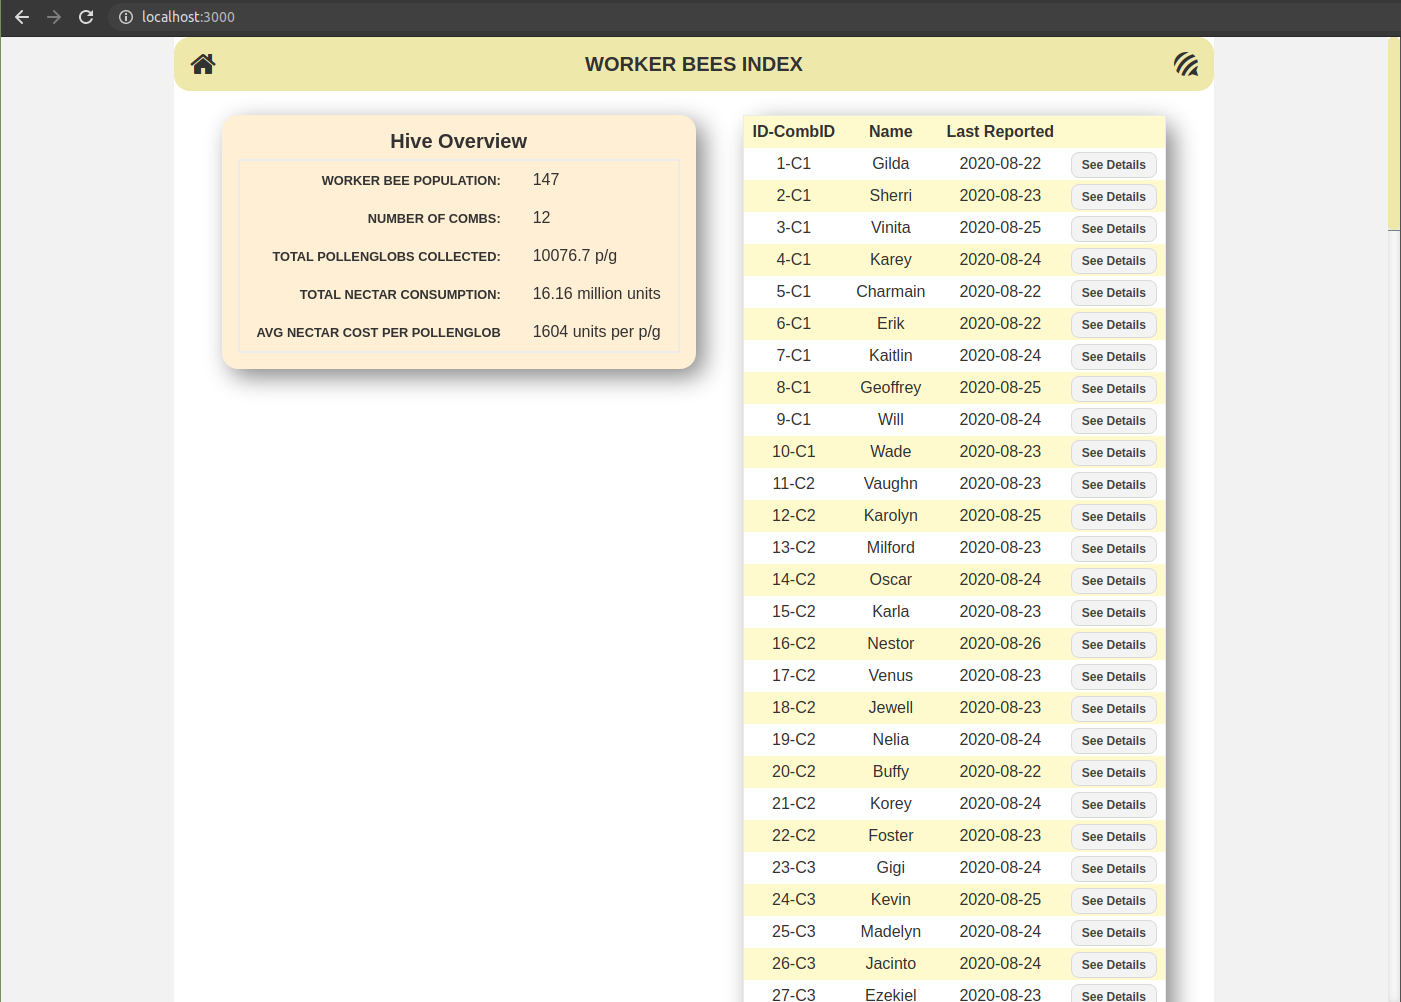 localhost:3000
WORKER BEES INDEX
Hive Overview
WORKER BEE POPULATION: 147
NUMBER OF COMBS: 12
TOTAL POLLENGLOBS COLLECTED: 10076.7 p/g
TOTAL NECTAR CONSUMPTION: 16.16 million units
AVG NECTAR COST PER POLLENGLOB 1604 units per p/g
ID-CombID Name Last Reported
1-C1 Gilda 2020-08-22 See Details
2-C1 Sherri 2020-08-23 See Details
3-C1 Vinita 2020-08-25 See Details
4-C1 Karey 2020-08-24 See Details
5-C1 Charmain 2020-08-22 See Details
6-C1 Erik 2020-08-22 See Details
7-C1 Kaitlin 2020-08-24 See Details
8-C1 Geoffrey 2020-08-25 See Details
9-C1 Will 2020-08-24 See Details
10-C1 Wade 2020-08-23 See Details
11-C2 Vaughn 2020-08-23 See Details
12-C2 Karolyn 2020-08-25 See Details
13-C2 Milford 2020-08-23 See Details
14-C2 Oscar 2020-08-24 See Details
15-C2 Karla 2020-08-23 See Details
16-C2 Nestor 2020-08-26 See Details
17-C2 Venus 2020-08-23 See Details
18-C2 Jewell 2020-08-23 See Details
19-C2 Nelia 2020-08-24 See Details
20-C2 Buffy 2020-08-22 See Details
21-C2 Korey 2020-08-24 See Details
22-C2 Foster 2020-08-23 See Details
23-C3 Gigi 2020-08-24 See Details
24-C3 Kevin 2020-08-25 See Details
25-C3 Madelyn 2020-08-24 See Details
26-C3 Jacinto 2020-08-24 See Details
27-C3 Ezekiel 2020-08-23 See Details